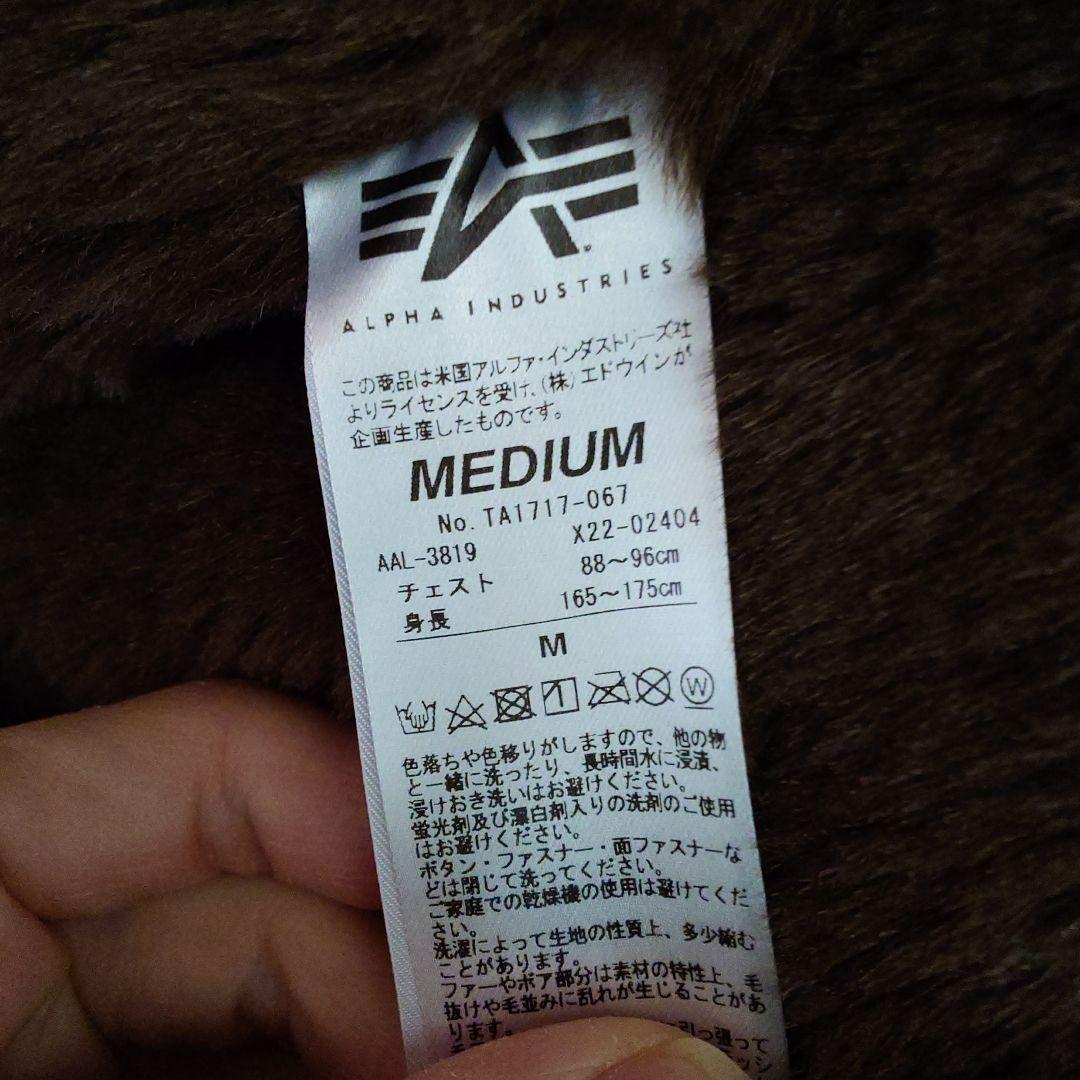 ALPHA INDUSTRIES
この商品は米国アルファ・インダストリーズ社
よりライセンスを受け、(株)エドウインが
企画生産したものです。
MEDIUM
No. TA1717-067
AAL-3819 X22-02404
チェスト 88〜96cm
身長 165〜175cm
M
W
色落ちや色移りがしますので、他の物
と一緒に洗ったり、長時間水に浸漬、
浸けおき洗いはお避けください。
蛍光剤及び漂白剤入りの洗剤のご使用
はお避けください。
ボタン・ファスナー・面ファスナーな
どは閉じて洗ってください。
ご家庭での乾燥機の使用は避けてくだ
さい。
洗濯によって生地の性質上、多少縮む
ことがあります。
ファーやボア部分は素材の特性上、毛
抜けや毛並みに乱れが生じることがあ
ります。 引っ張って